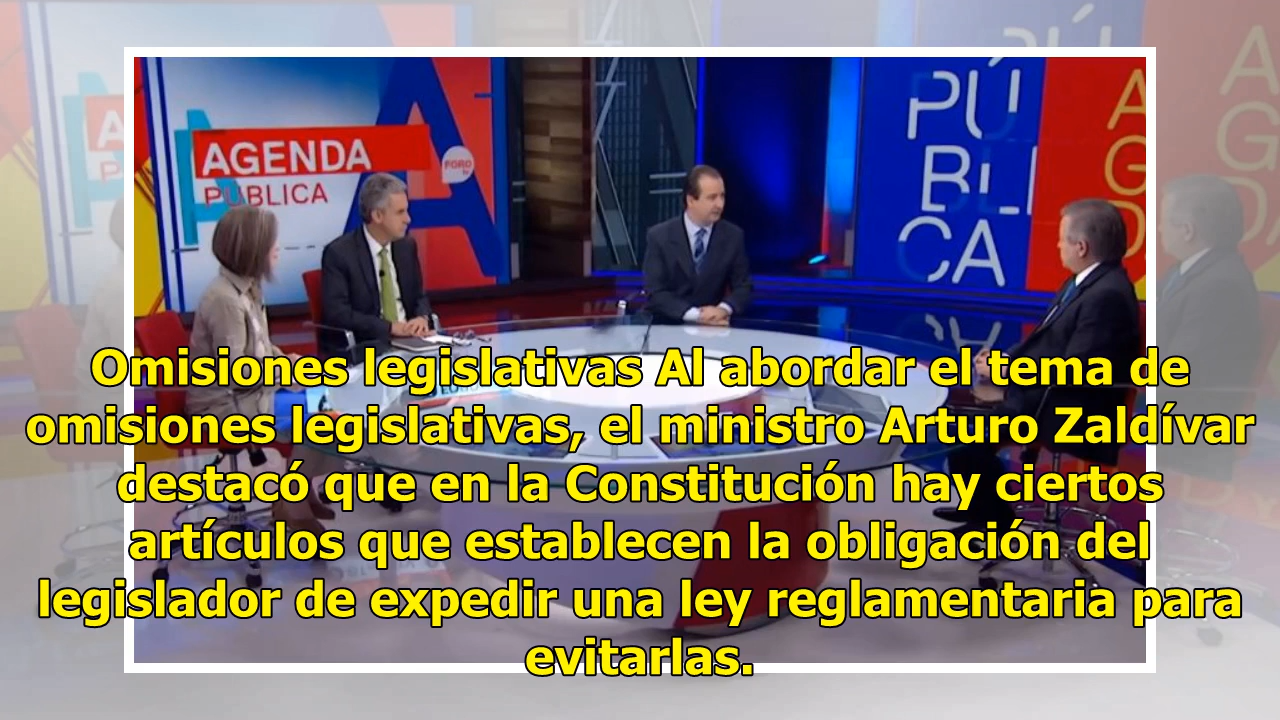 AGENDA
PÚBLICA
FORO
tv
PÚ
BLI
CA
A
G
D
A
G
Omisiones legislativas Al abordar el tema de
omisiones legislativas, el ministro Arturo Zaldívar
destacó que en la Constitución hay ciertos
artículos que establecen la obligación del
legislador de expedir una ley reglamentaria para
evitarlas.